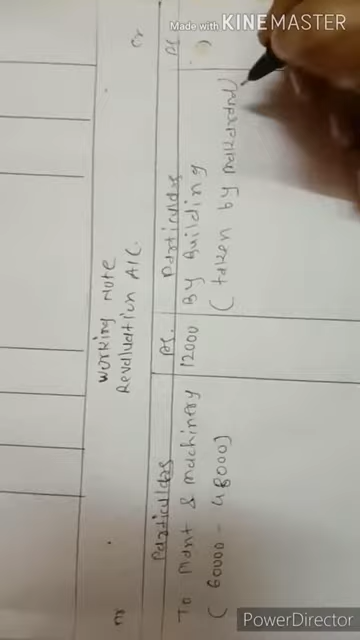 Made with KINEMASTER
Working Note
Revaluation A/C.
Dr
Cr
Particulars
Rs.
Particulars
Rs.
To Plant & Machinery
12000
By Building
( 60000 - 48000)
( taken by Makarand)
PowerDirector